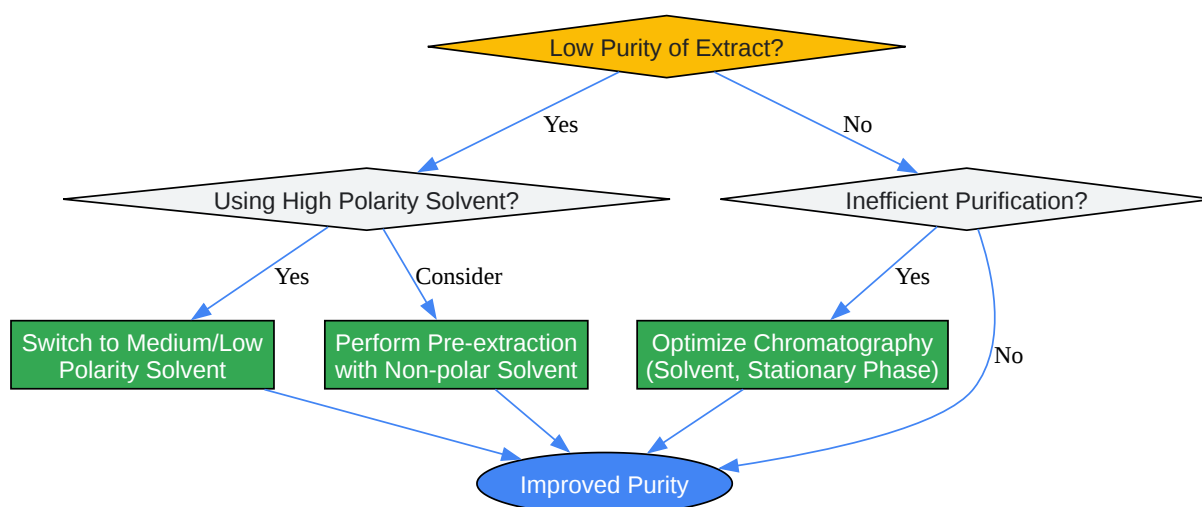 Low Purity of Extract?
Yes
No
Using High Polarity Solvent?
Inefficient Purification?
Yes
Consider
Yes
Switch to Medium/Low
Polarity Solvent
Perform Pre-extraction
with Non-polar Solvent
Optimize Chromatography
(Solvent, Stationary Phase)
No
Improved Purity